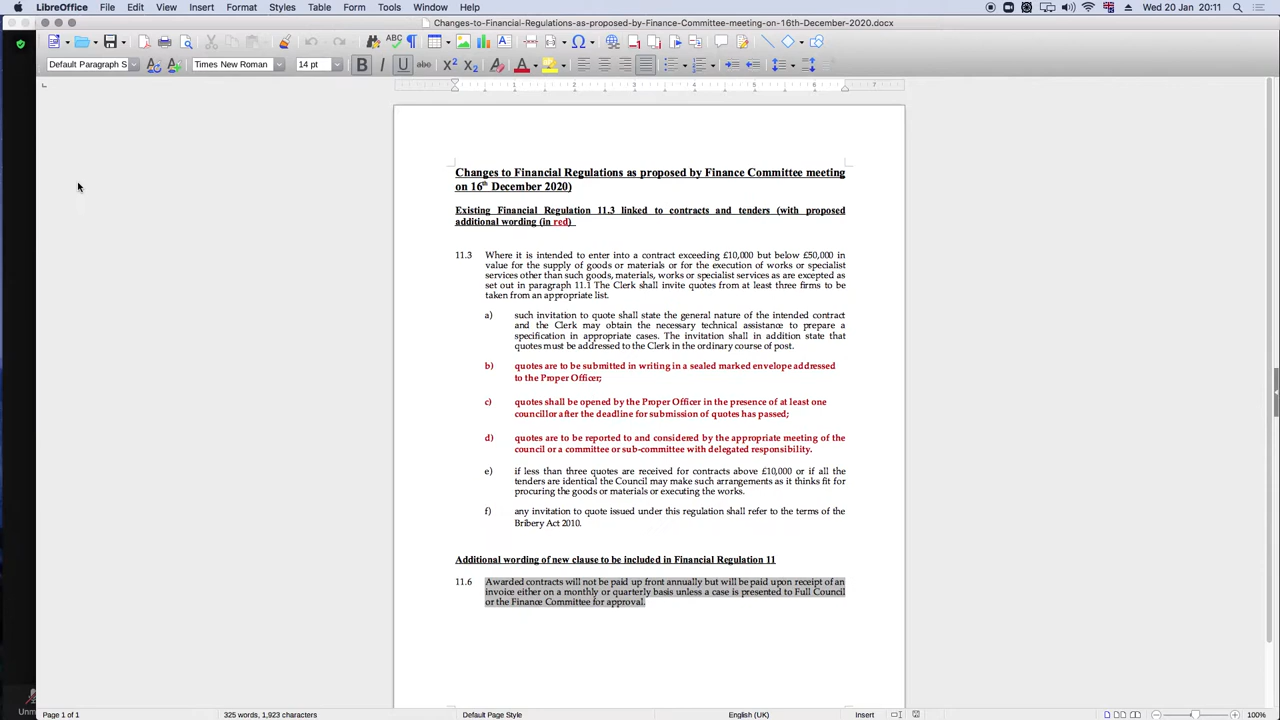 LibreOffice File Edit View Insert Format Styles Table Form Tools Window Help Wed 20 Jan 20:11
Changes-to-Financial-Regulations-as-proposed-by-Finance-Committee-meeting-on-16th-December-2020.docx
Default Paragraph S Times New Roman 14 pt
1 2 3 4 5 6 7
Changes to Financial Regulations as proposed by Finance Committee meeting
on 16th December 2020)
Existing Financial Regulation 11.3 linked to contracts and tenders (with proposed
additional wording (in red)
11.3 Where it is intended to enter into a contract exceeding £10,000 but below £50,000 in
value for the supply of goods or materials or for the execution of works or specialist
services other than such goods, materials, works or specialist services as are excepted as
set out in paragraph 11.1 The Clerk shall invite quotes from at least three firms to be
taken from an appropriate list.
a) such invitation to quote shall state the general nature of the intended contract
and the Clerk may obtain the necessary technical assistance to prepare a
specification in appropriate cases. The invitation shall in addition state that
quotes must be addressed to the Clerk in the ordinary course of post.
b) quotes are to be submitted in writing in a sealed marked envelope addressed
to the Proper Officer;
c) quotes shall be opened by the Proper Officer in the presence of at least one
councillor after the deadline for submission of quotes has passed;
d) quotes are to be reported to and considered by the appropriate meeting of the
council or a committee or sub-committee with delegated responsibility.
e) if less than three quotes are received for contracts above £10,000 or if all the
tenders are identical the Council may make such arrangements as it thinks fit for
procuring the goods or materials or executing the works.
f) any invitation to quote issued under this regulation shall refer to the terms of the
Bribery Act 2010.
Additional wording of new clause to be included in Financial Regulation 11
11.6 Awarded contracts will not be paid up front annually but will be paid upon receipt of an
invoice either on a monthly or quarterly basis unless a case is presented to Full Council
or the Finance Committee for approval.
Unm
Page 1 of 1 325 words, 1,923 characters Default Page Style English (UK) Insert 100%